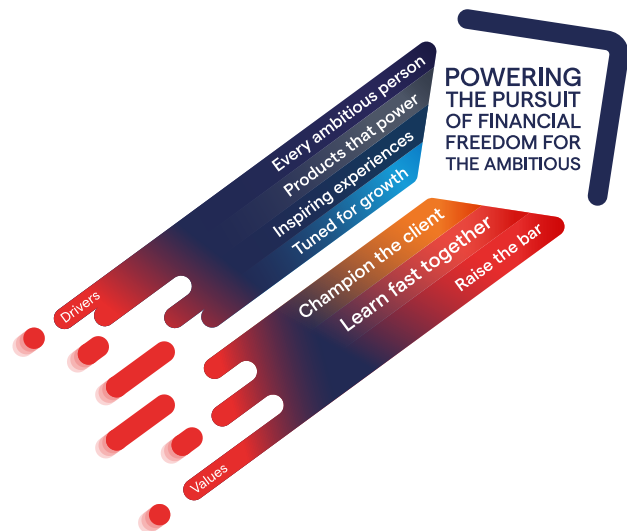 POWERING
THE PURSUIT
OF FINANCIAL
FREEDOM FOR
THE AMBITIOUS
Drivers
Every ambitious person
Products that power
Inspiring experiences
Tuned for growth
Values
Champion the client
Learn fast together
Raise the bar